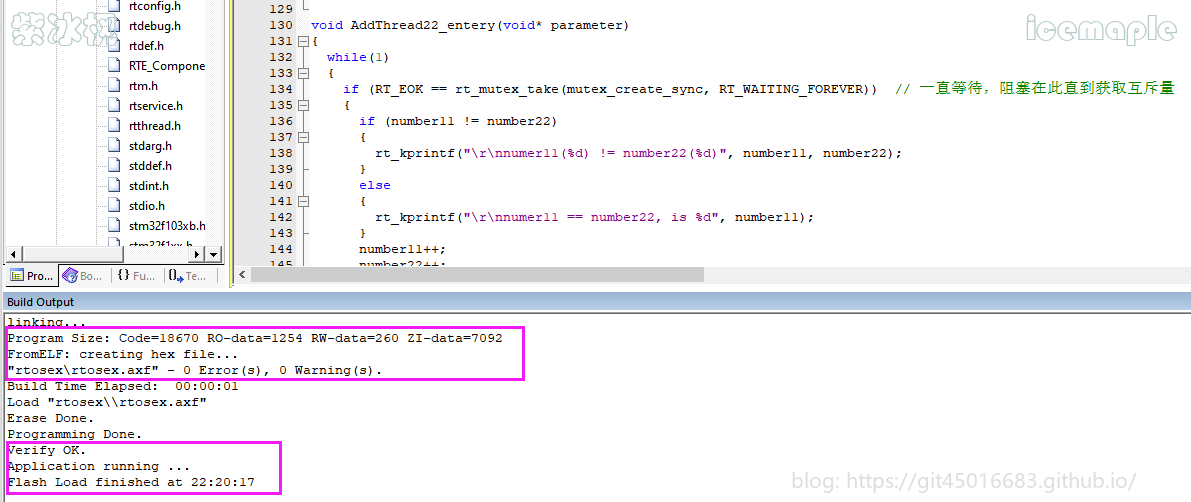 紫冰枫
icemaple
rtconfig.h
rtdebug.h
rtdef.h
RTE_Compone
rtm.h
rtservice.h
rtthread.h
stdarg.h
stddef.h
stdint.h
stdio.h
stm32f103xb.h
stm32f1xx.h
Pro...
Bo...
{} Fu...
0 Te...
129
130 void AddThread22_entery(void* parameter)
131 {
132 while(1)
133 {
134 if (RT_EOK == rt_mutex_take(mutex_create_sync, RT_WAITING_FOREVER)) // 一直等待，阻塞在此直到获取互斥量
135 {
136 if (number11 != number22)
137 {
138 rt_kprintf("\r\nnumer11(%d) != number22(%d)", number11, number22);
139 }
140 else
141 {
142 rt_kprintf("\r\nnumer11 == number22, is %d", number11);
143 }
144 number11++;
145 number22++;
Build Output
linking...
Program Size: Code=18670 RO-data=1254 RW-data=260 ZI-data=7092
FromELF: creating hex file...
"rtosex\rtosex.axf" - 0 Error(s), 0 Warning(s).
Build Time Elapsed: 00:00:01
Load "rtosex\\rtosex.axf"
Erase Done.
Programming Done.
Verify OK.
Application running ...
Flash Load finished at 22:20:17
blog: https://git45016683.github.io/